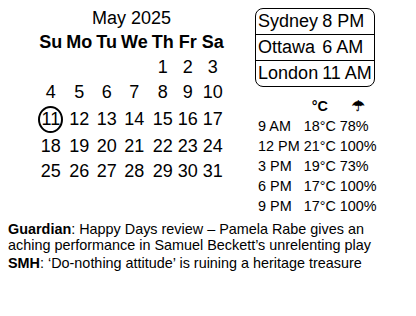 May 2025
Su Mo Tu We Th Fr Sa
1 2 3
4 5 6 7 8 9 10
11 12 13 14 15 16 17
18 19 20 21 22 23 24
25 26 27 28 29 30 31
Sydney 8 PM
Ottawa 6 AM
London 11 AM
°C ☂
9 AM 18°C 78%
12 PM 21°C 100%
3 PM 19°C 73%
6 PM 17°C 100%
9 PM 17°C 100%
Guardian: Happy Days review – Pamela Rabe gives an
aching performance in Samuel Beckett’s unrelenting play
SMH: ‘Do-nothing attitude’ is ruining a heritage treasure